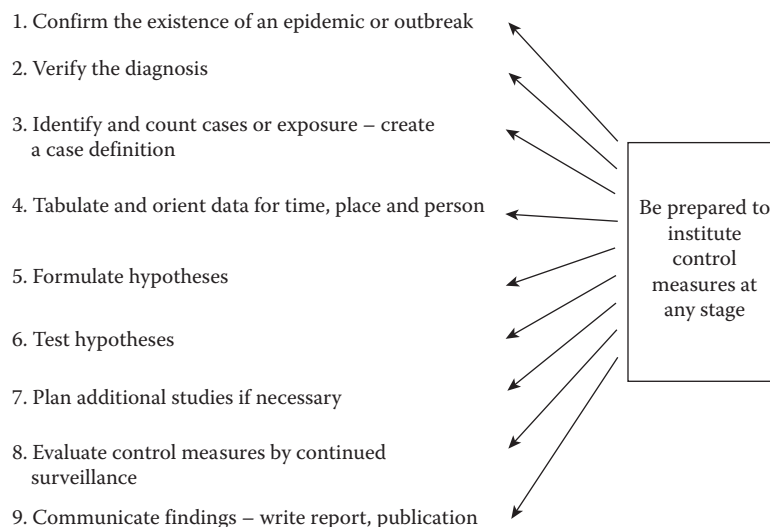 1. Confirm the existence of an epidemic or outbreak
2. Verify the diagnosis
3. Identify and count cases or exposure – create
a case definition
4. Tabulate and orient data for time, place and person
5. Formulate hypotheses
6. Test hypotheses
7. Plan additional studies if necessary
8. Evaluate control measures by continued
surveillance
9. Communicate findings – write report, publication
Be prepared to
institute
control
measures at
any stage